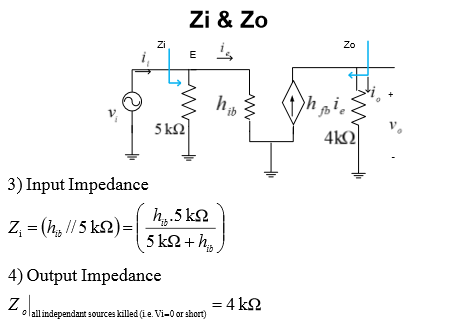 Zi & Zo
Zi
E
Zo
i_i
i_e
v_i
5 kΩ
h_ib
h_fb i_e
i_o
4kΩ
+
v_o
-
3) Input Impedance
Z_i = (h_ib // 5 kΩ) = ( h_ib.5 kΩ / 5 kΩ + h_ib )
4) Output Impedance
Z_o|all independant sources killed (i.e. Vi=0 or short) = 4 kΩ